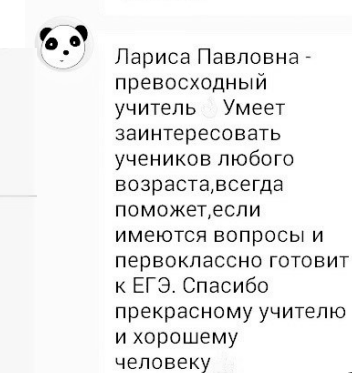 Лариса Павловна -
превосходный
учитель Умеет
заинтересовать
учеников любого
возраста,всегда
поможет,если
имеются вопросы и
первоклассно готовит
к ЕГЭ. Спасибо
прекрасному учителю
и хорошему
человеку